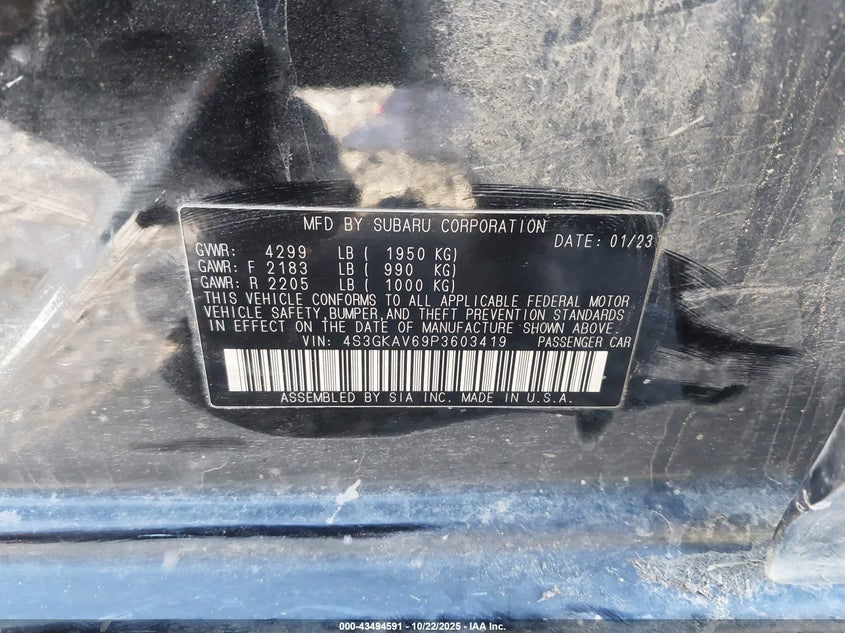 MFD BY SUBARU CORPORATION
DATE: 01/23
GVWR: 4299 LB ( 1950 KG)
GAWR: F 2183 LB ( 990 KG)
GAWR: R 2205 LB ( 1000 KG)
THIS VEHICLE CONFORMS TO ALL APPLICABLE FEDERAL MOTOR
VEHICLE SAFETY,BUMPER,AND THEFT PREVENTION STANDARDS
IN EFFECT ON THE DATE OF MANUFACTURE SHOWN ABOVE.
VIN: 4S3GKAV69P3603419 PASSENGER CAR
ASSEMBLED BY SIA INC. MADE IN U.S.A.
000-43494591 - 10/22/2025 - IAA Inc.